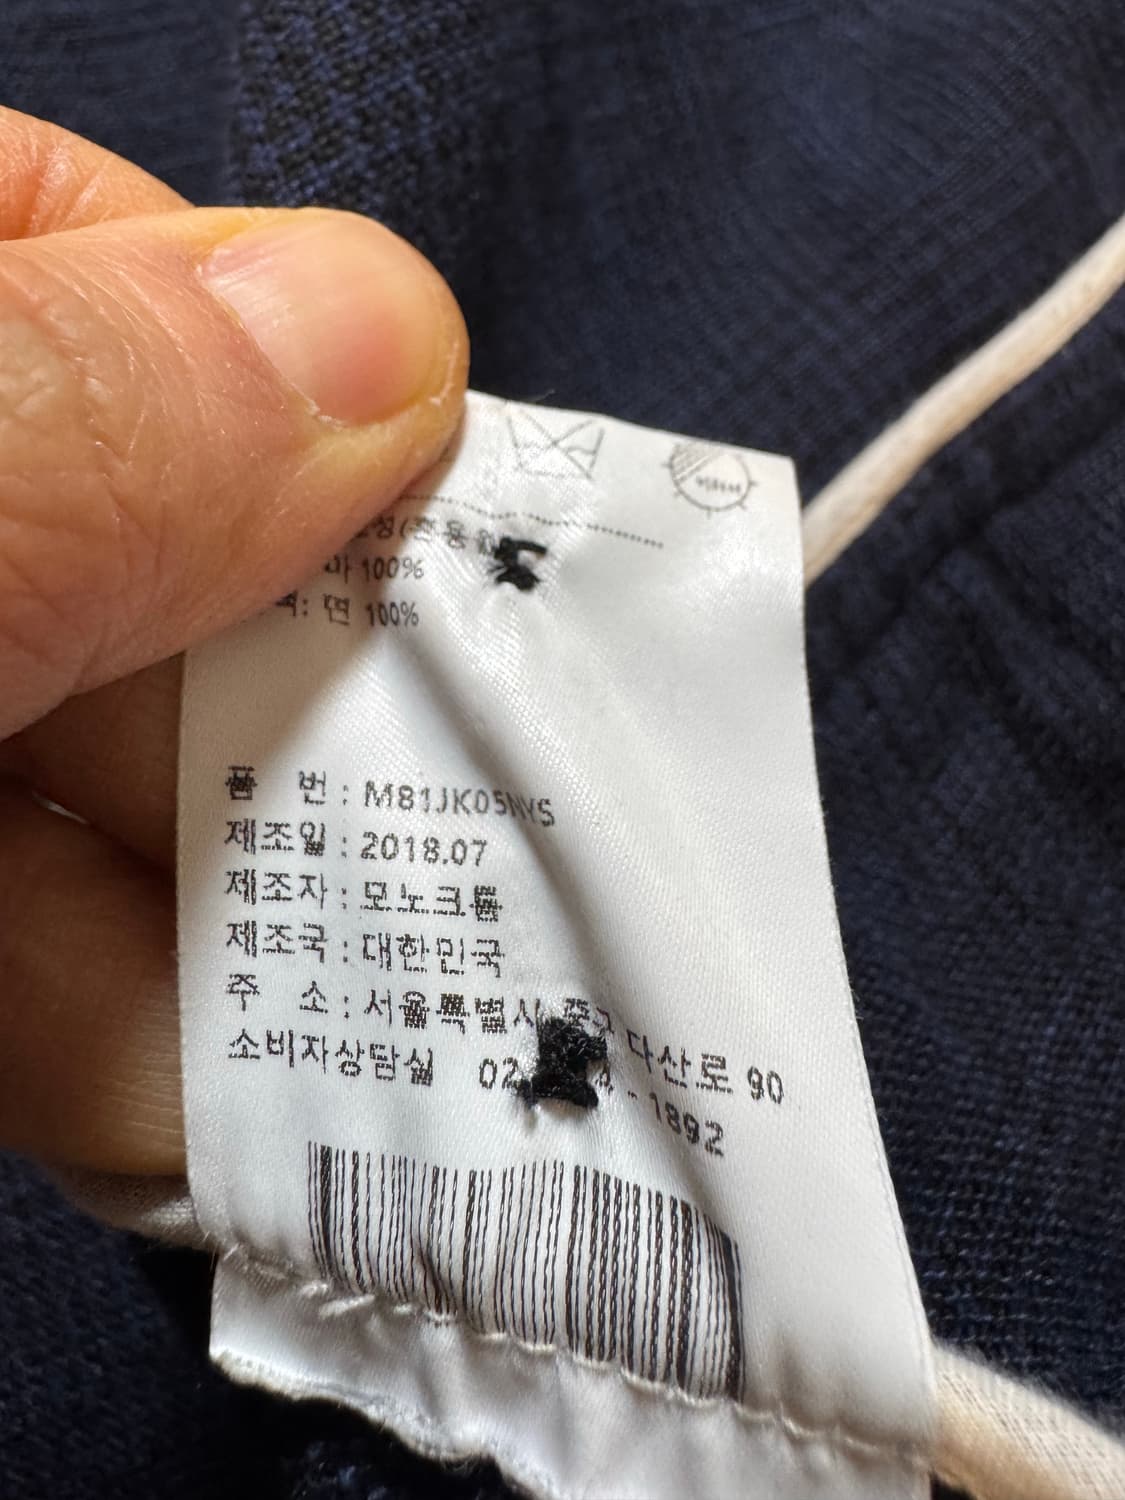 마 100%
면 100%
품 번 : M81JK05NYS
제조일 : 2018.07
제조자 : 모노크롬
제조국 : 대한민국
주 소 : 서울특별시 중구 다산로 90
소비자상담실 02 - 1892